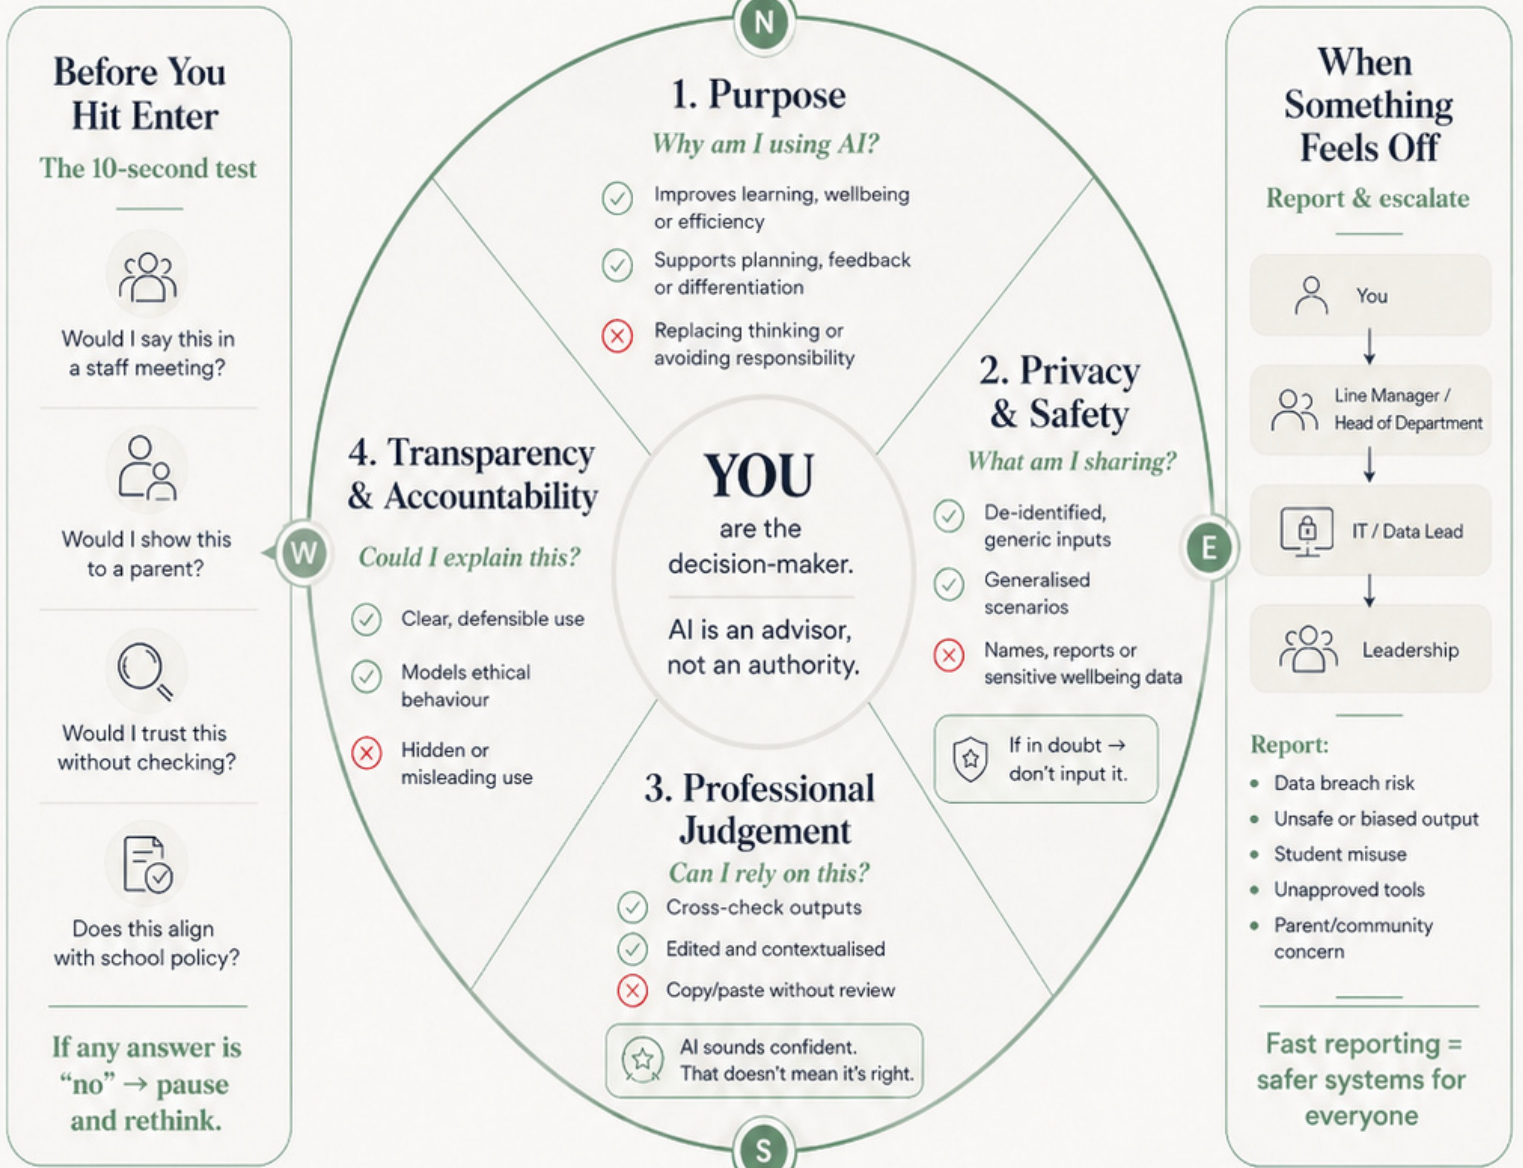 Before You
Hit Enter
The 10-second test
Would I say this in
a staff meeting?
Would I show this
to a parent?
Would I trust this
without checking?
Does this align
with school policy?
If any answer is
“no” → pause
and rethink.
N
1. Purpose
Why am I using AI?
Improves learning, wellbeing
or efficiency
Supports planning, feedback
or differentiation
Replacing thinking or
avoiding responsibility
E
2. Privacy
& Safety
What am I sharing?
De-identified,
generic inputs
Generalised
scenarios
Names, reports or
sensitive wellbeing data
If in doubt →
don’t input it.
YOU
are the
decision-maker.
AI is an advisor,
not an authority.
3. Professional
Judgement
Can I rely on this?
Cross-check outputs
Edited and contextualised
Copy/paste without review
AI sounds confident.
That doesn’t mean it’s right.
S
W
4. Transparency
& Accountability
Could I explain this?
Clear, defensible use
Models ethical
behaviour
Hidden or
misleading use
When
Something
Feels Off
Report & escalate
You
Line Manager /
Head of Department
IT / Data Lead
Leadership
Report:
• Data breach risk
• Unsafe or biased output
• Student misuse
• Unapproved tools
• Parent/community
concern
Fast reporting =
safer systems for
everyone